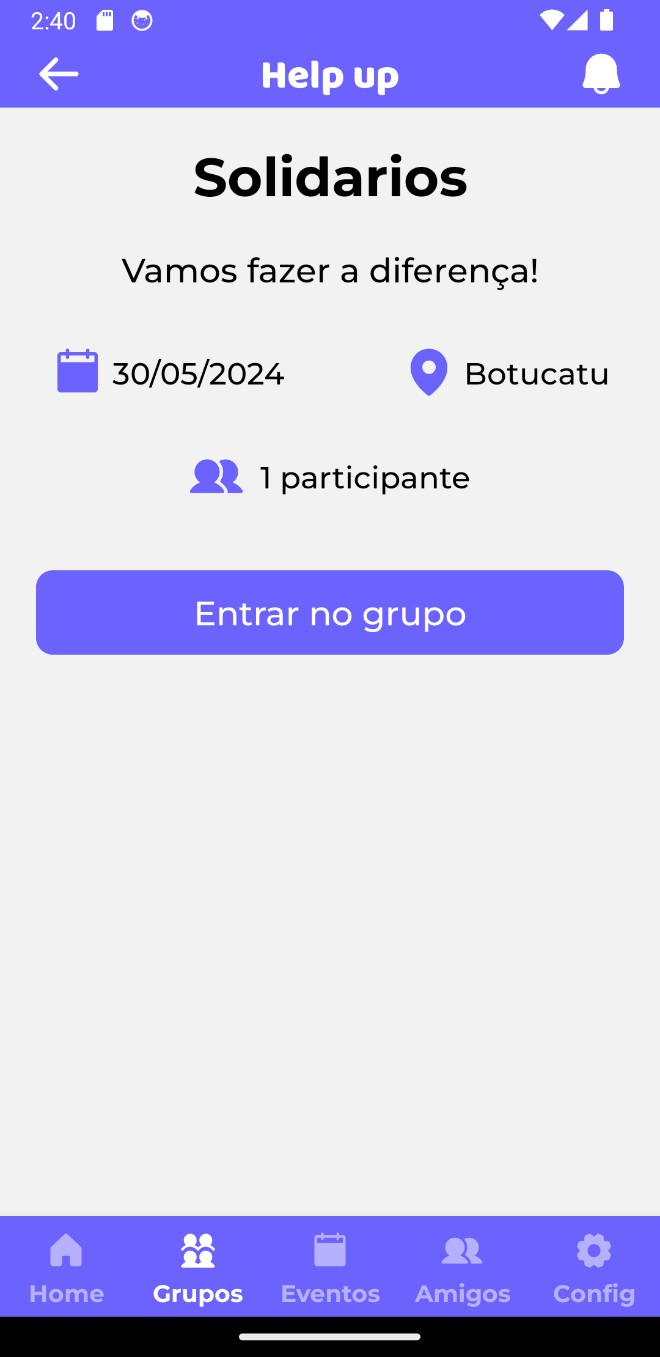 2:40
Help up
Solidarios
Vamos fazer a diferença!
30/05/2024 Botucatu
1 participante
Entrar no grupo
Home Grupos Eventos Amigos Config